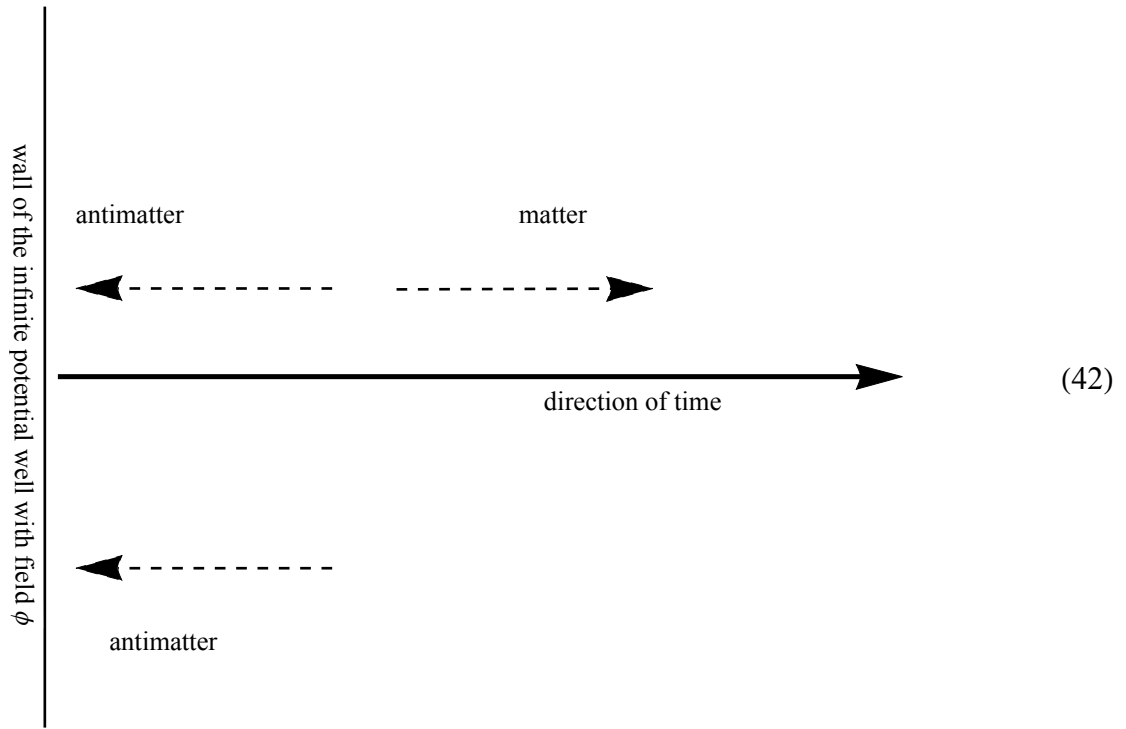 wall of the infinite potential well with field ϕ
antimatter
matter
direction of time
(42)
antimatter